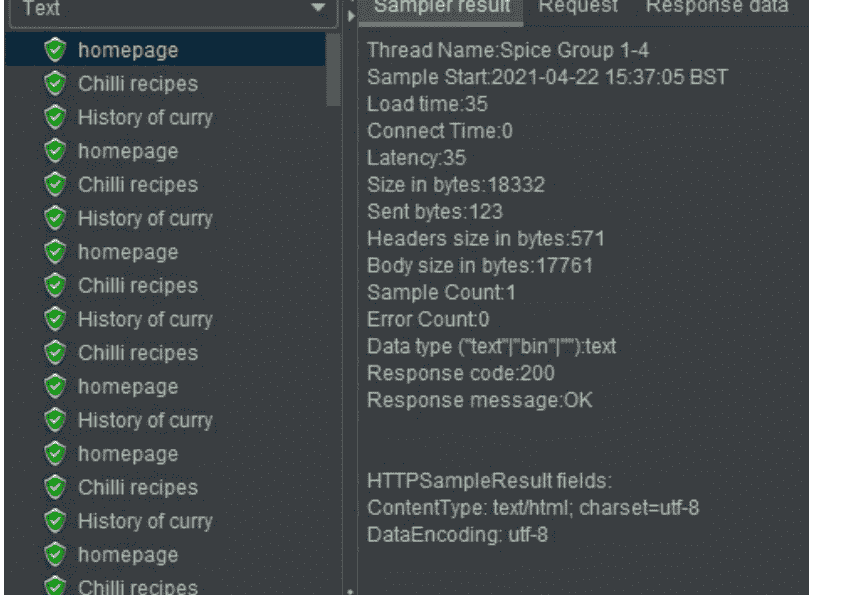 Text
homepage
Chilli recipes
History of curry
homepage
Chilli recipes
History of curry
homepage
Chilli recipes
History of curry
Chilli recipes
homepage
History of curry
homepage
Chilli recipes
History of curry
homepage
Chilli recipes
Sampler result Request Response data
Thread Name:Spice Group 1-4
Sample Start:2021-04-22 15:37:05 BST
Load time:35
Connect Time:0
Latency:35
Size in bytes:18332
Sent bytes:123
Headers size in bytes:571
Body size in bytes:17761
Sample Count:1
Error Count:0
Data type ("text"|"bin"|""):text
Response code:200
Response message:OK
HTTPSampleResult fields:
ContentType: text/html; charset=utf-8
DataEncoding: utf-8